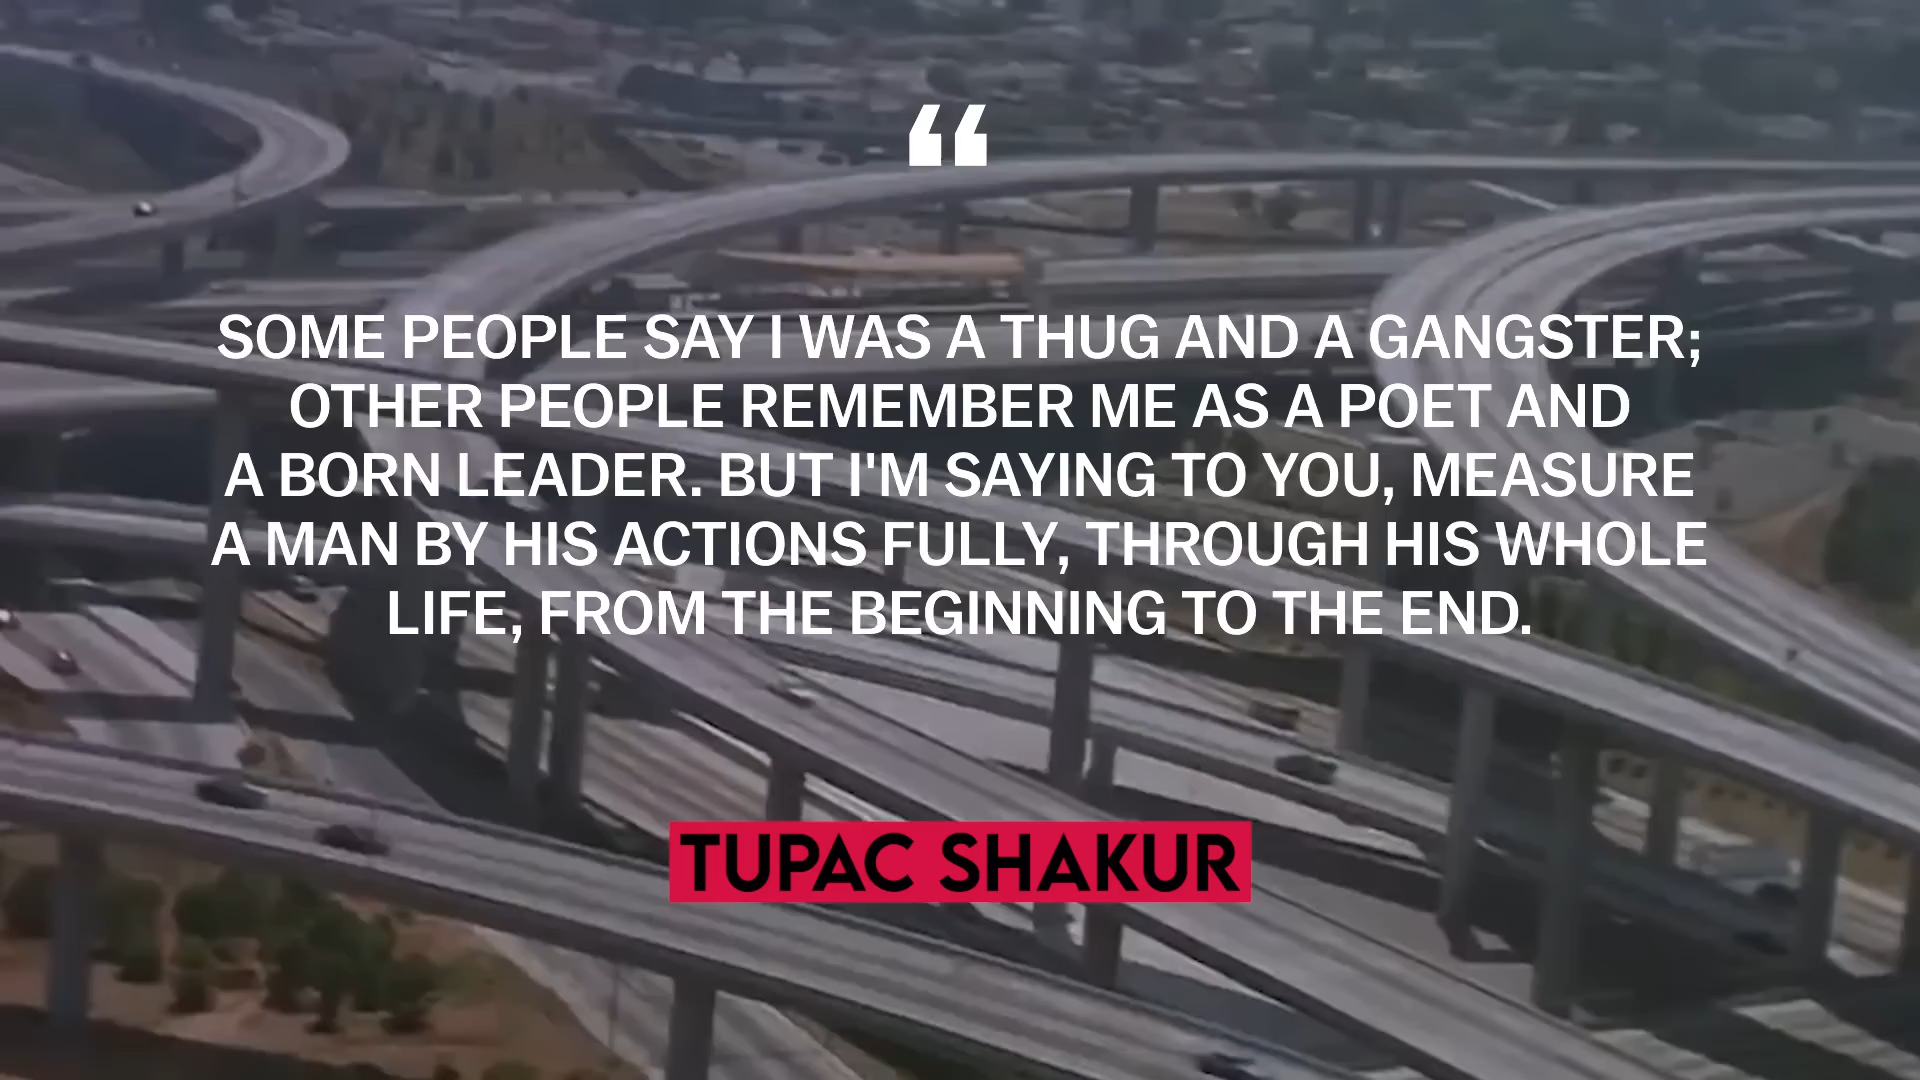 “
SOME PEOPLE SAY I WAS A THUG AND A GANGSTER;
OTHER PEOPLE REMEMBER ME AS A POET AND
A BORN LEADER. BUT I'M SAYING TO YOU, MEASURE
A MAN BY HIS ACTIONS FULLY, THROUGH HIS WHOLE
LIFE, FROM THE BEGINNING TO THE END.
TUPAC SHAKUR